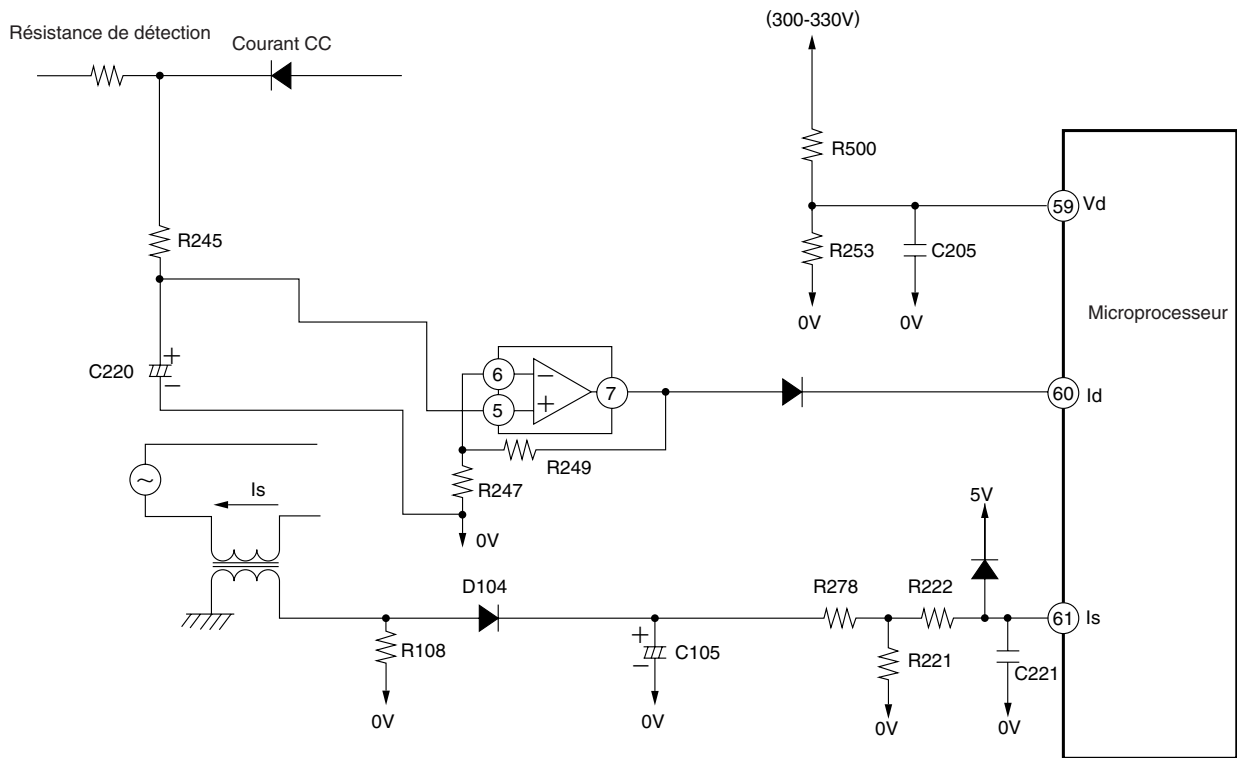 (300-330V)
Résistance de détection
Courant CC
R500
59
Vd
R245
R253
C205
0V
0V
Microprocesseur
+
C220
−
6
−
7
5
+
60
Id
R249
Is
R247
~
0V
5V
D104
R278
R222
61
Is
+
R108
C105
−
R221
C221
0V
0V
0V
0V